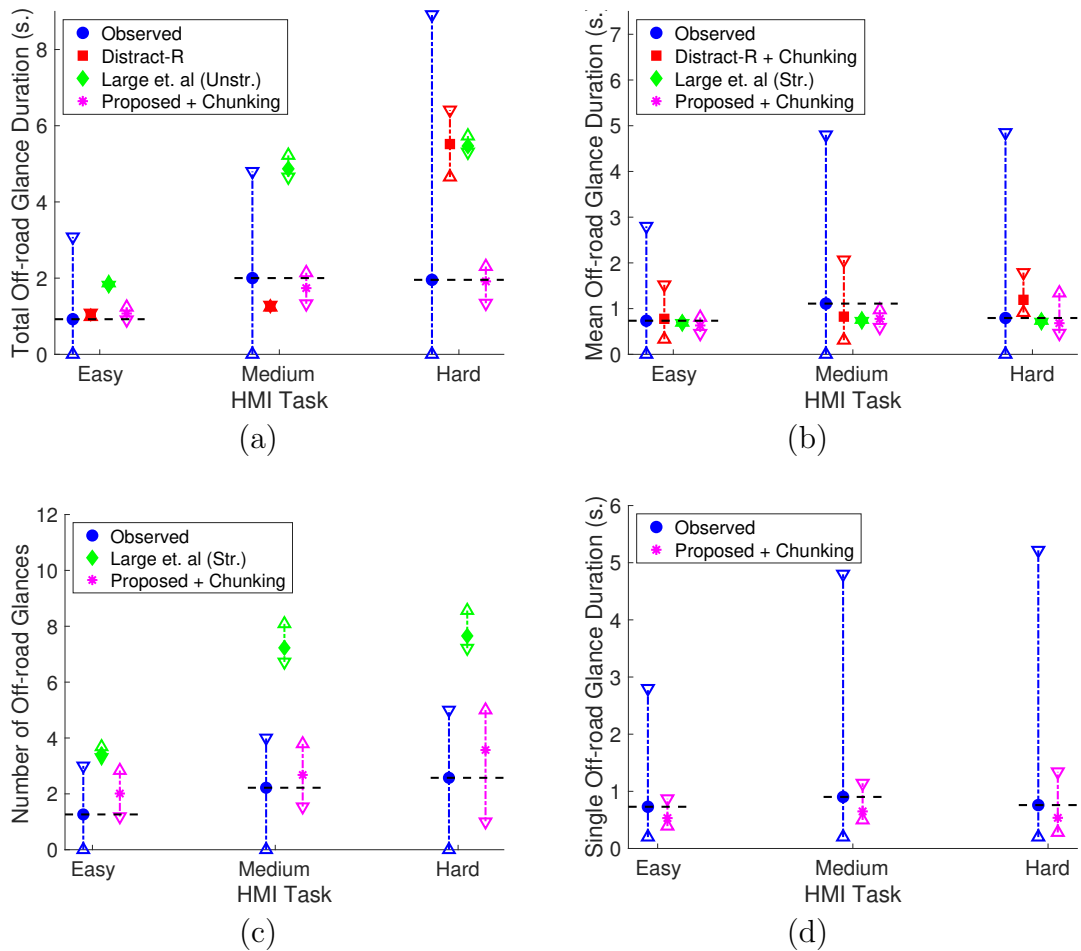 Total Off-road Glance Duration (s.)
8
6
4
2
0
Observed
Distract-R
Large et. al (Unstr.)
Proposed + Chunking
Easy
Medium
Hard
HMI Task
(a)
Mean Off-road Glance Duration (s.)
7
6
5
4
3
2
1
0
Observed
Distract-R + Chunking
Large et. al (Str.)
Proposed + Chunking
Easy
Medium
Hard
HMI Task
(b)
Number of Off-road Glances
12
10
8
6
4
2
0
Observed
Large et. al (Str.)
Proposed + Chunking
Easy
Medium
Hard
HMI Task
(c)
Single Off-road Glance Duration (s.)
6
5
4
3
2
1
0
Observed
Proposed + Chunking
Easy
Medium
Hard
HMI Task
(d)